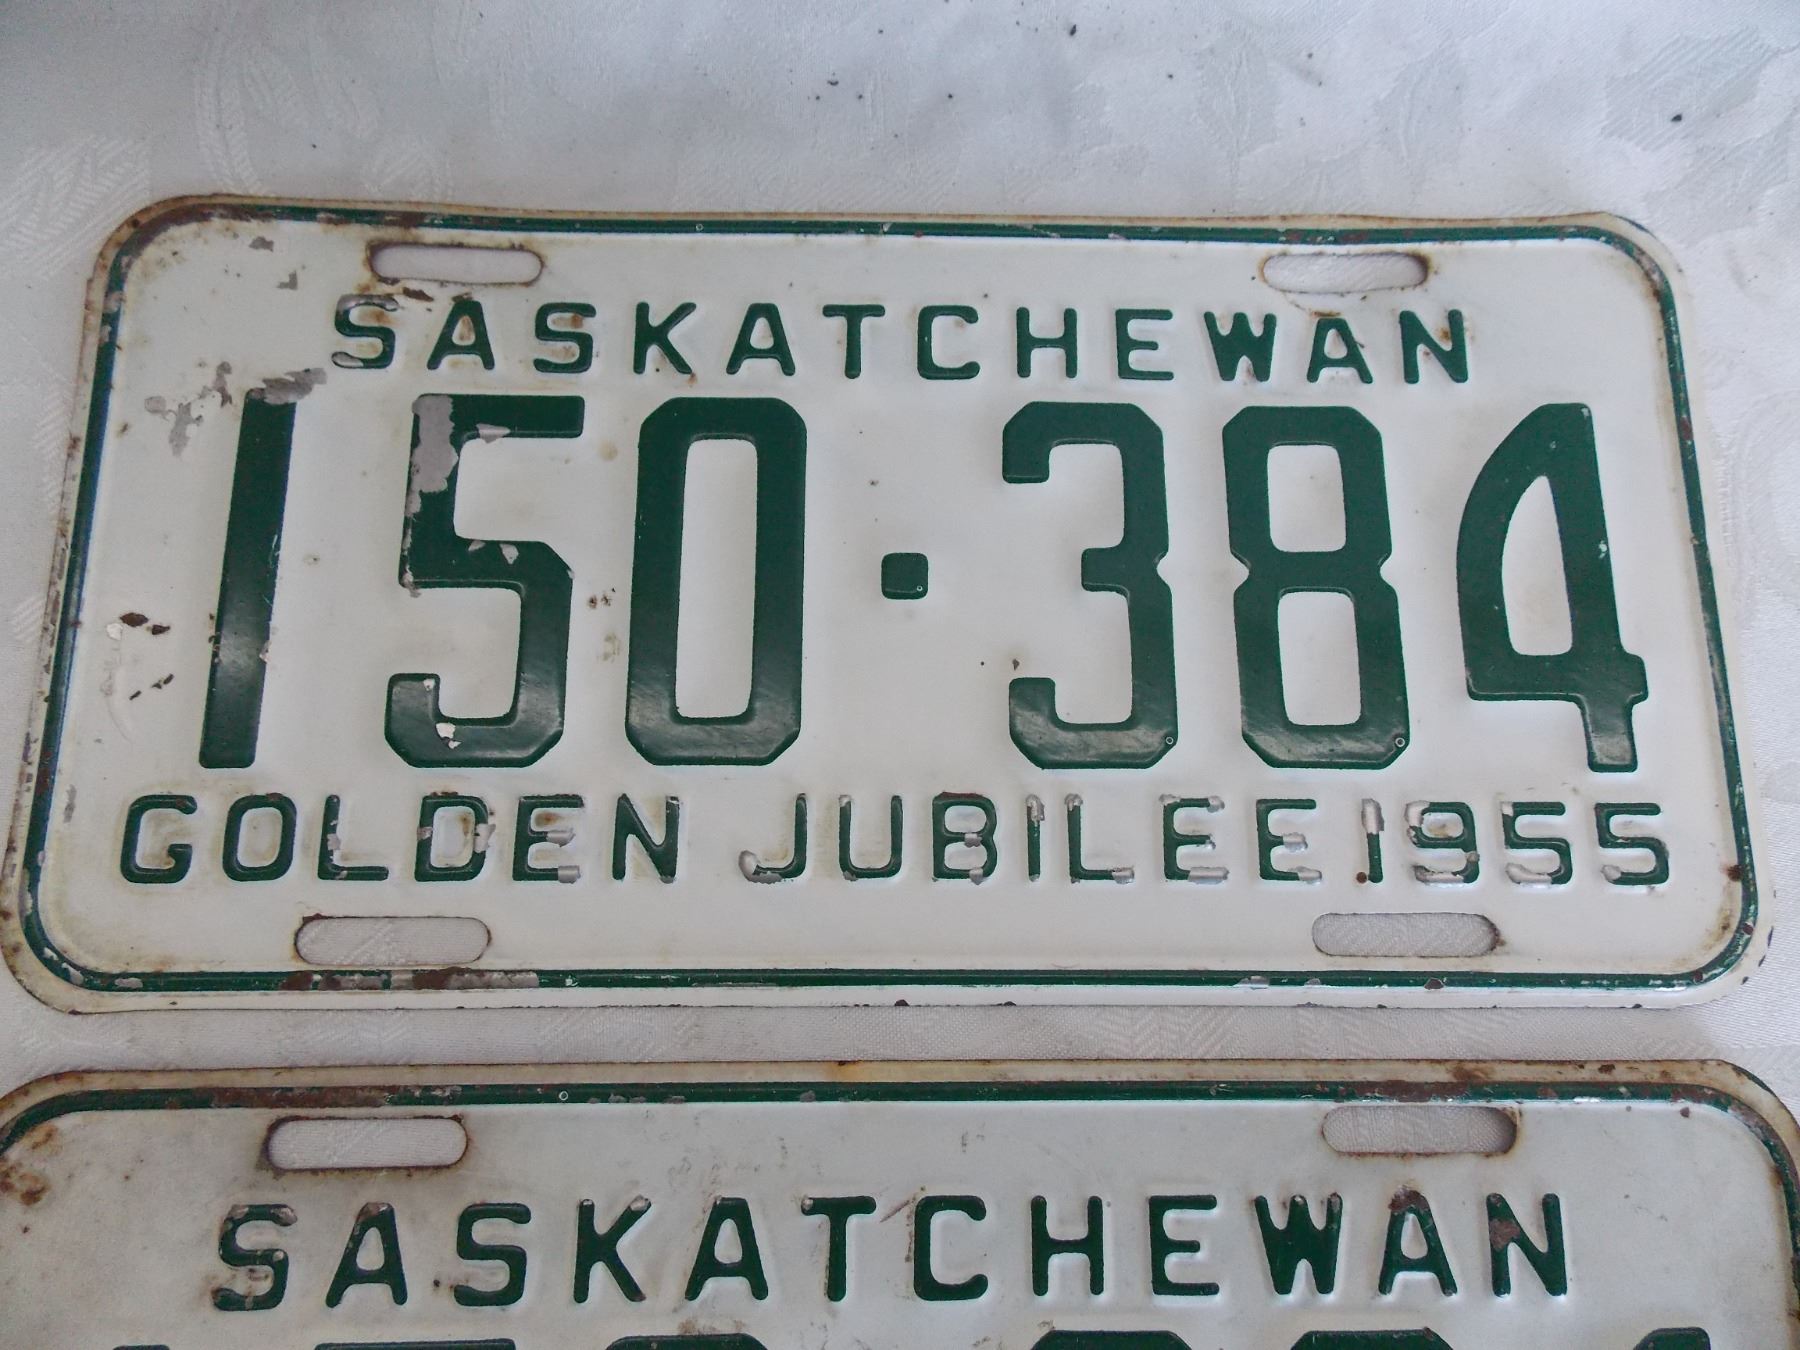 SASKATCHEWAN
150·384
GOLDEN JUBILEE 1955
SASKATCHEWAN